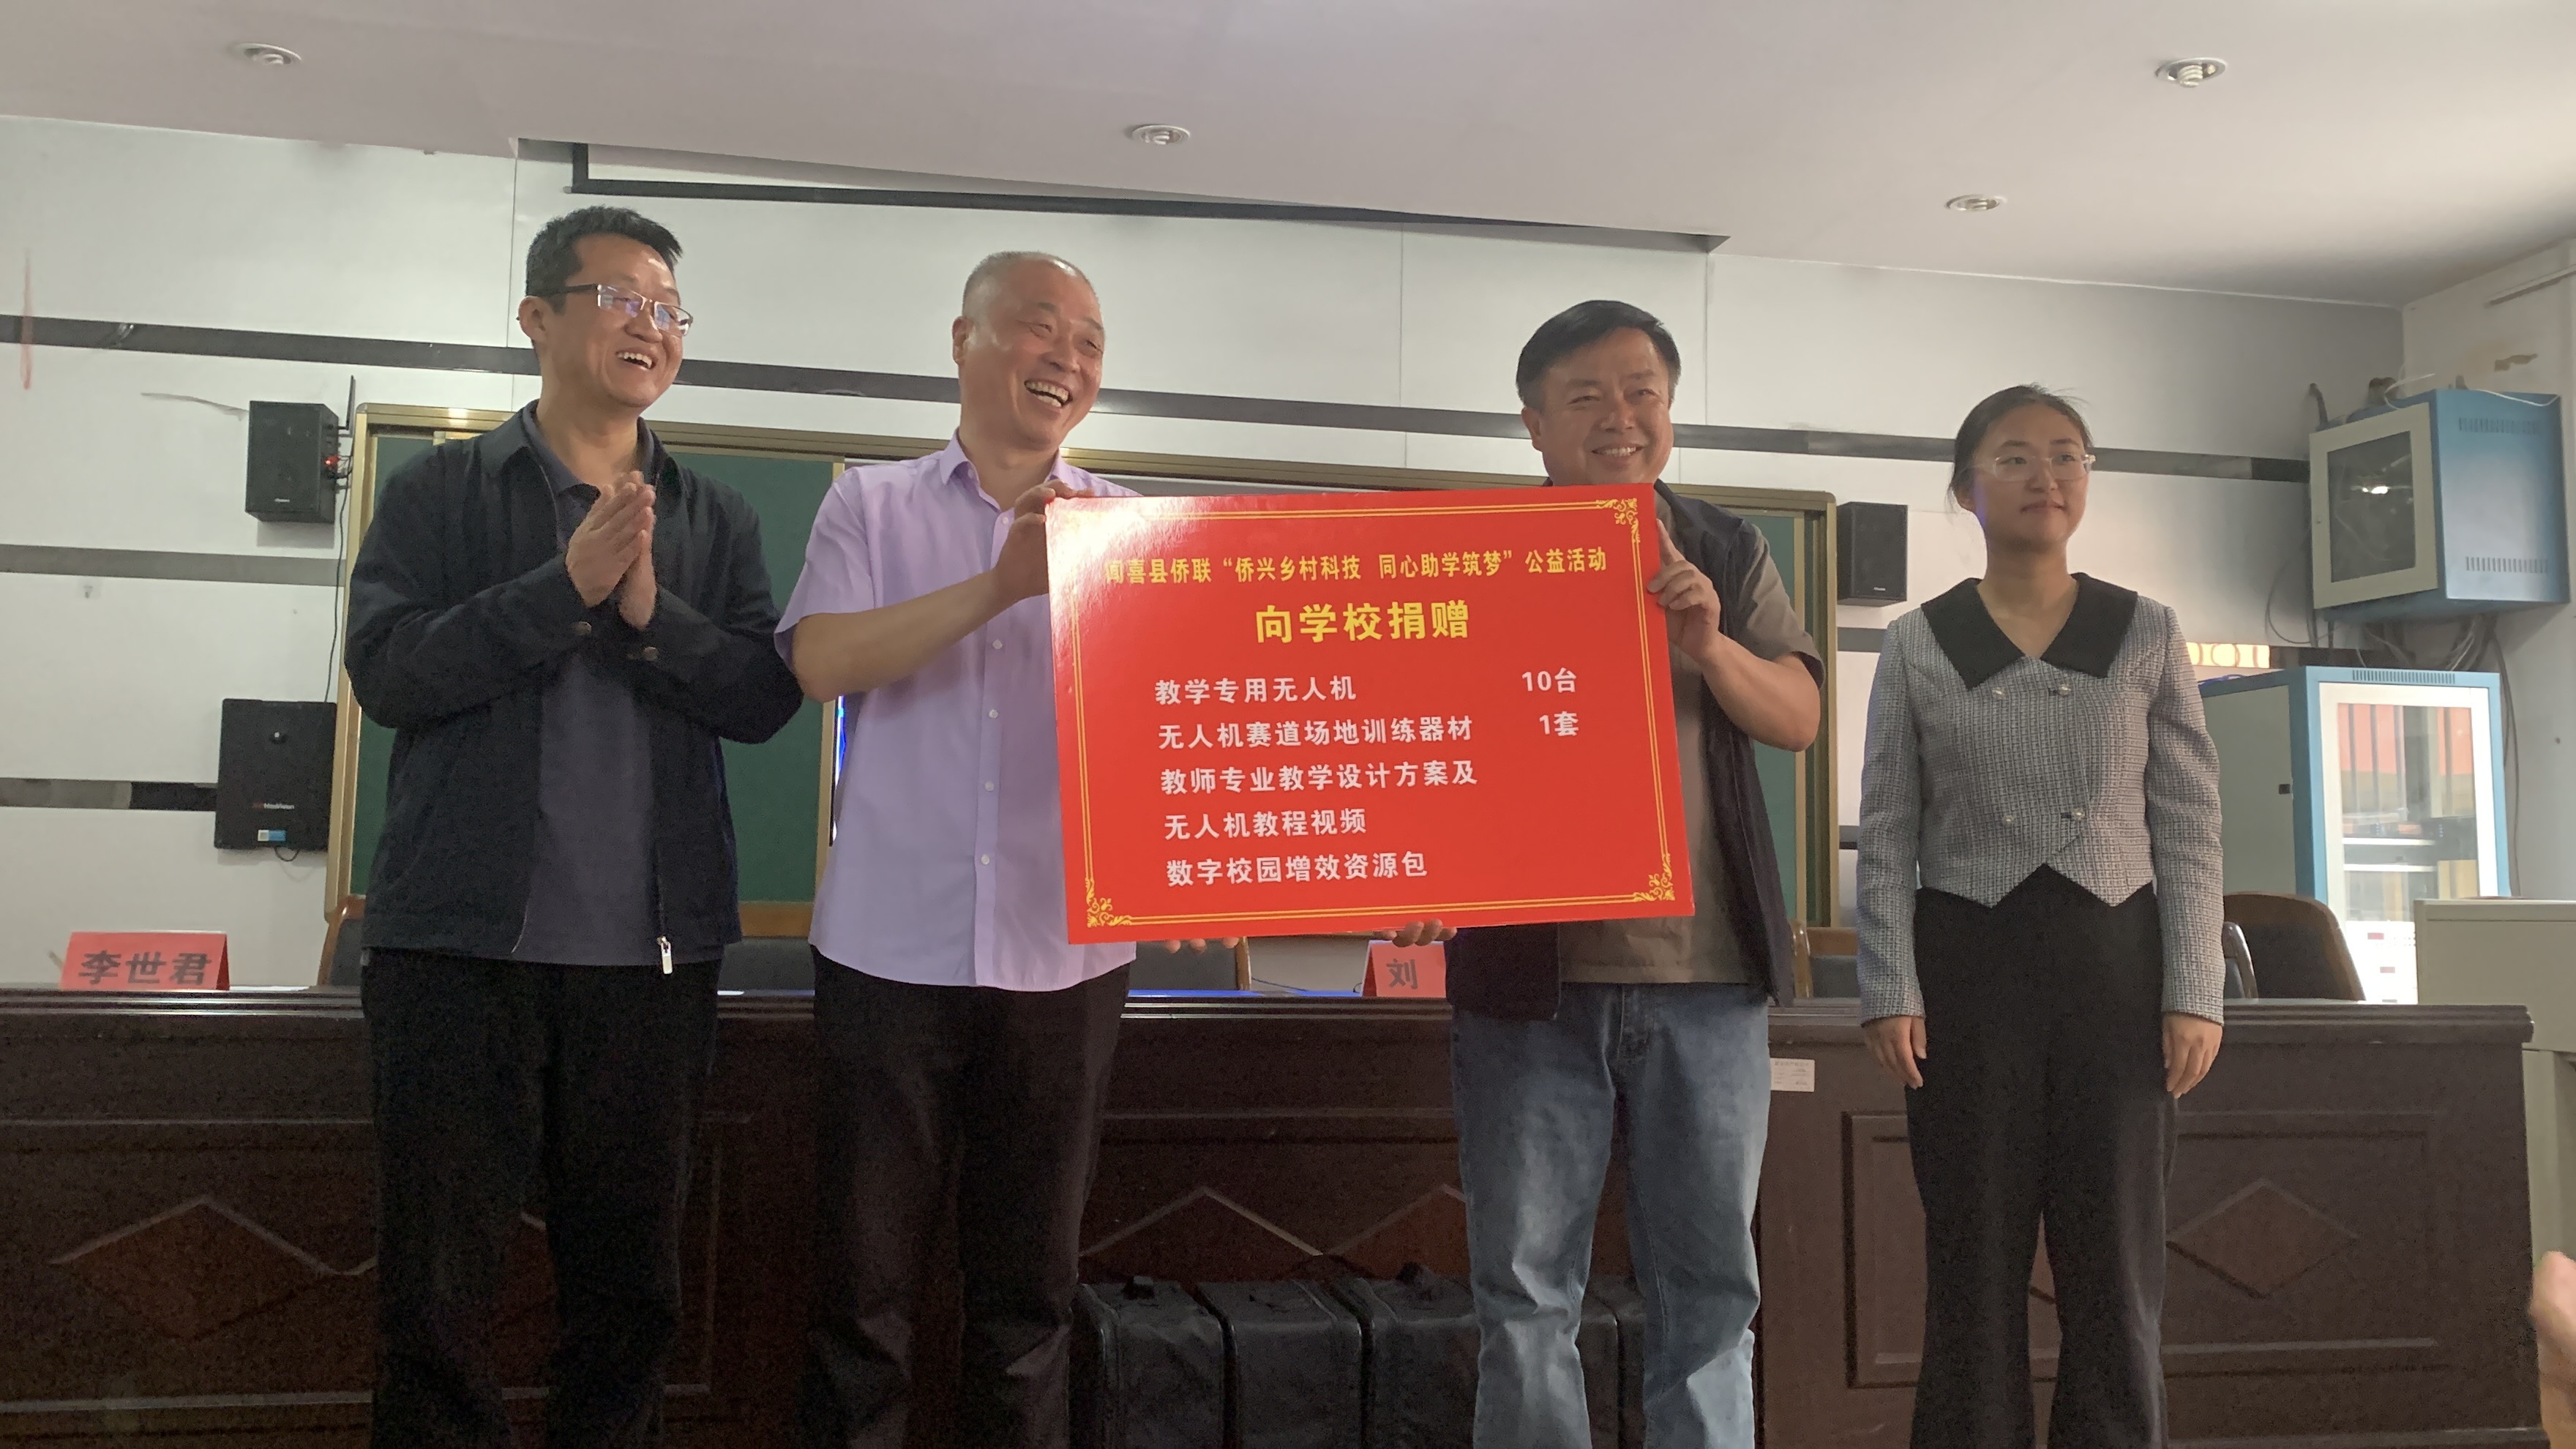 闻喜县侨联“侨兴乡村科技 同心助学筑梦”公益活动
向学校捐赠
教学专用无人机 10台
无人机赛道场地训练器材 1套
教师专业教学设计方案及
无人机教程视频
数字校园增效资源包
李世君
刘